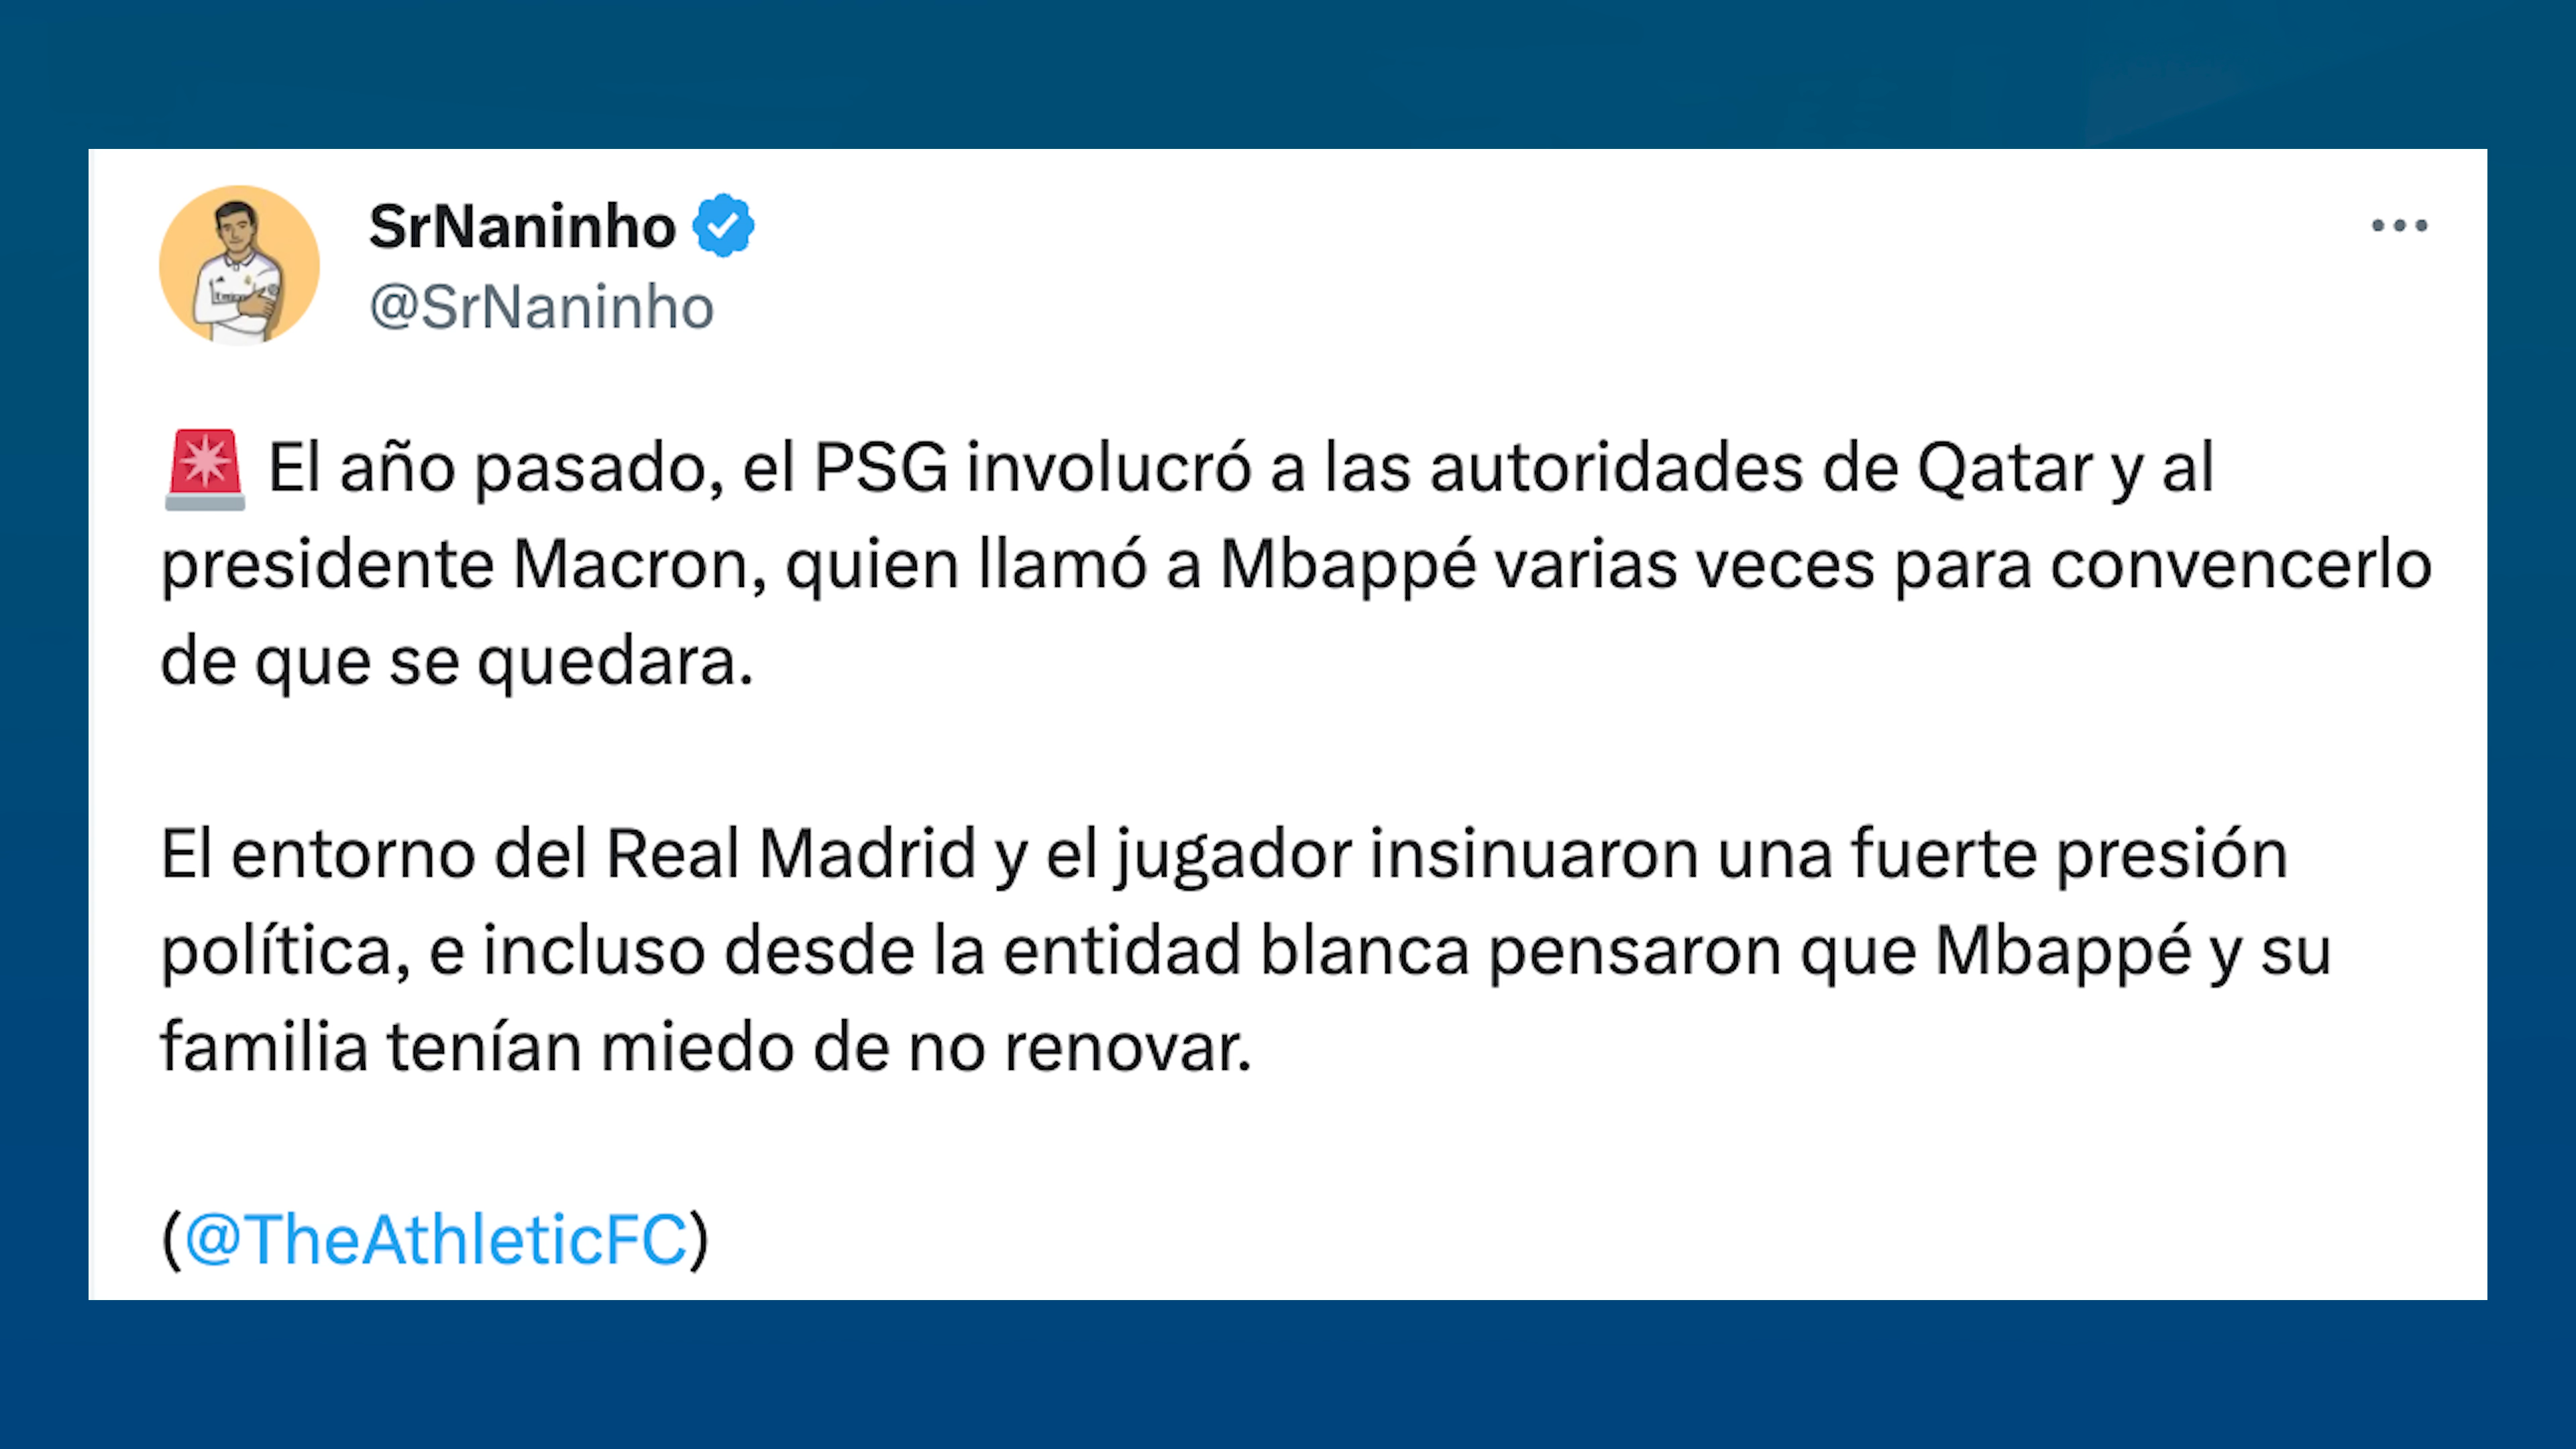 SrNaninho
@SrNaninho
🚨 El año pasado, el PSG involucró a las autoridades de Qatar y al
presidente Macron, quien llamó a Mbappé varias veces para convencerlo
de que se quedara.
El entorno del Real Madrid y el jugador insinuaron una fuerte presión
política, e incluso desde la entidad blanca pensaron que Mbappé y su
familia tenían miedo de no renovar.
(@TheAthleticFC)